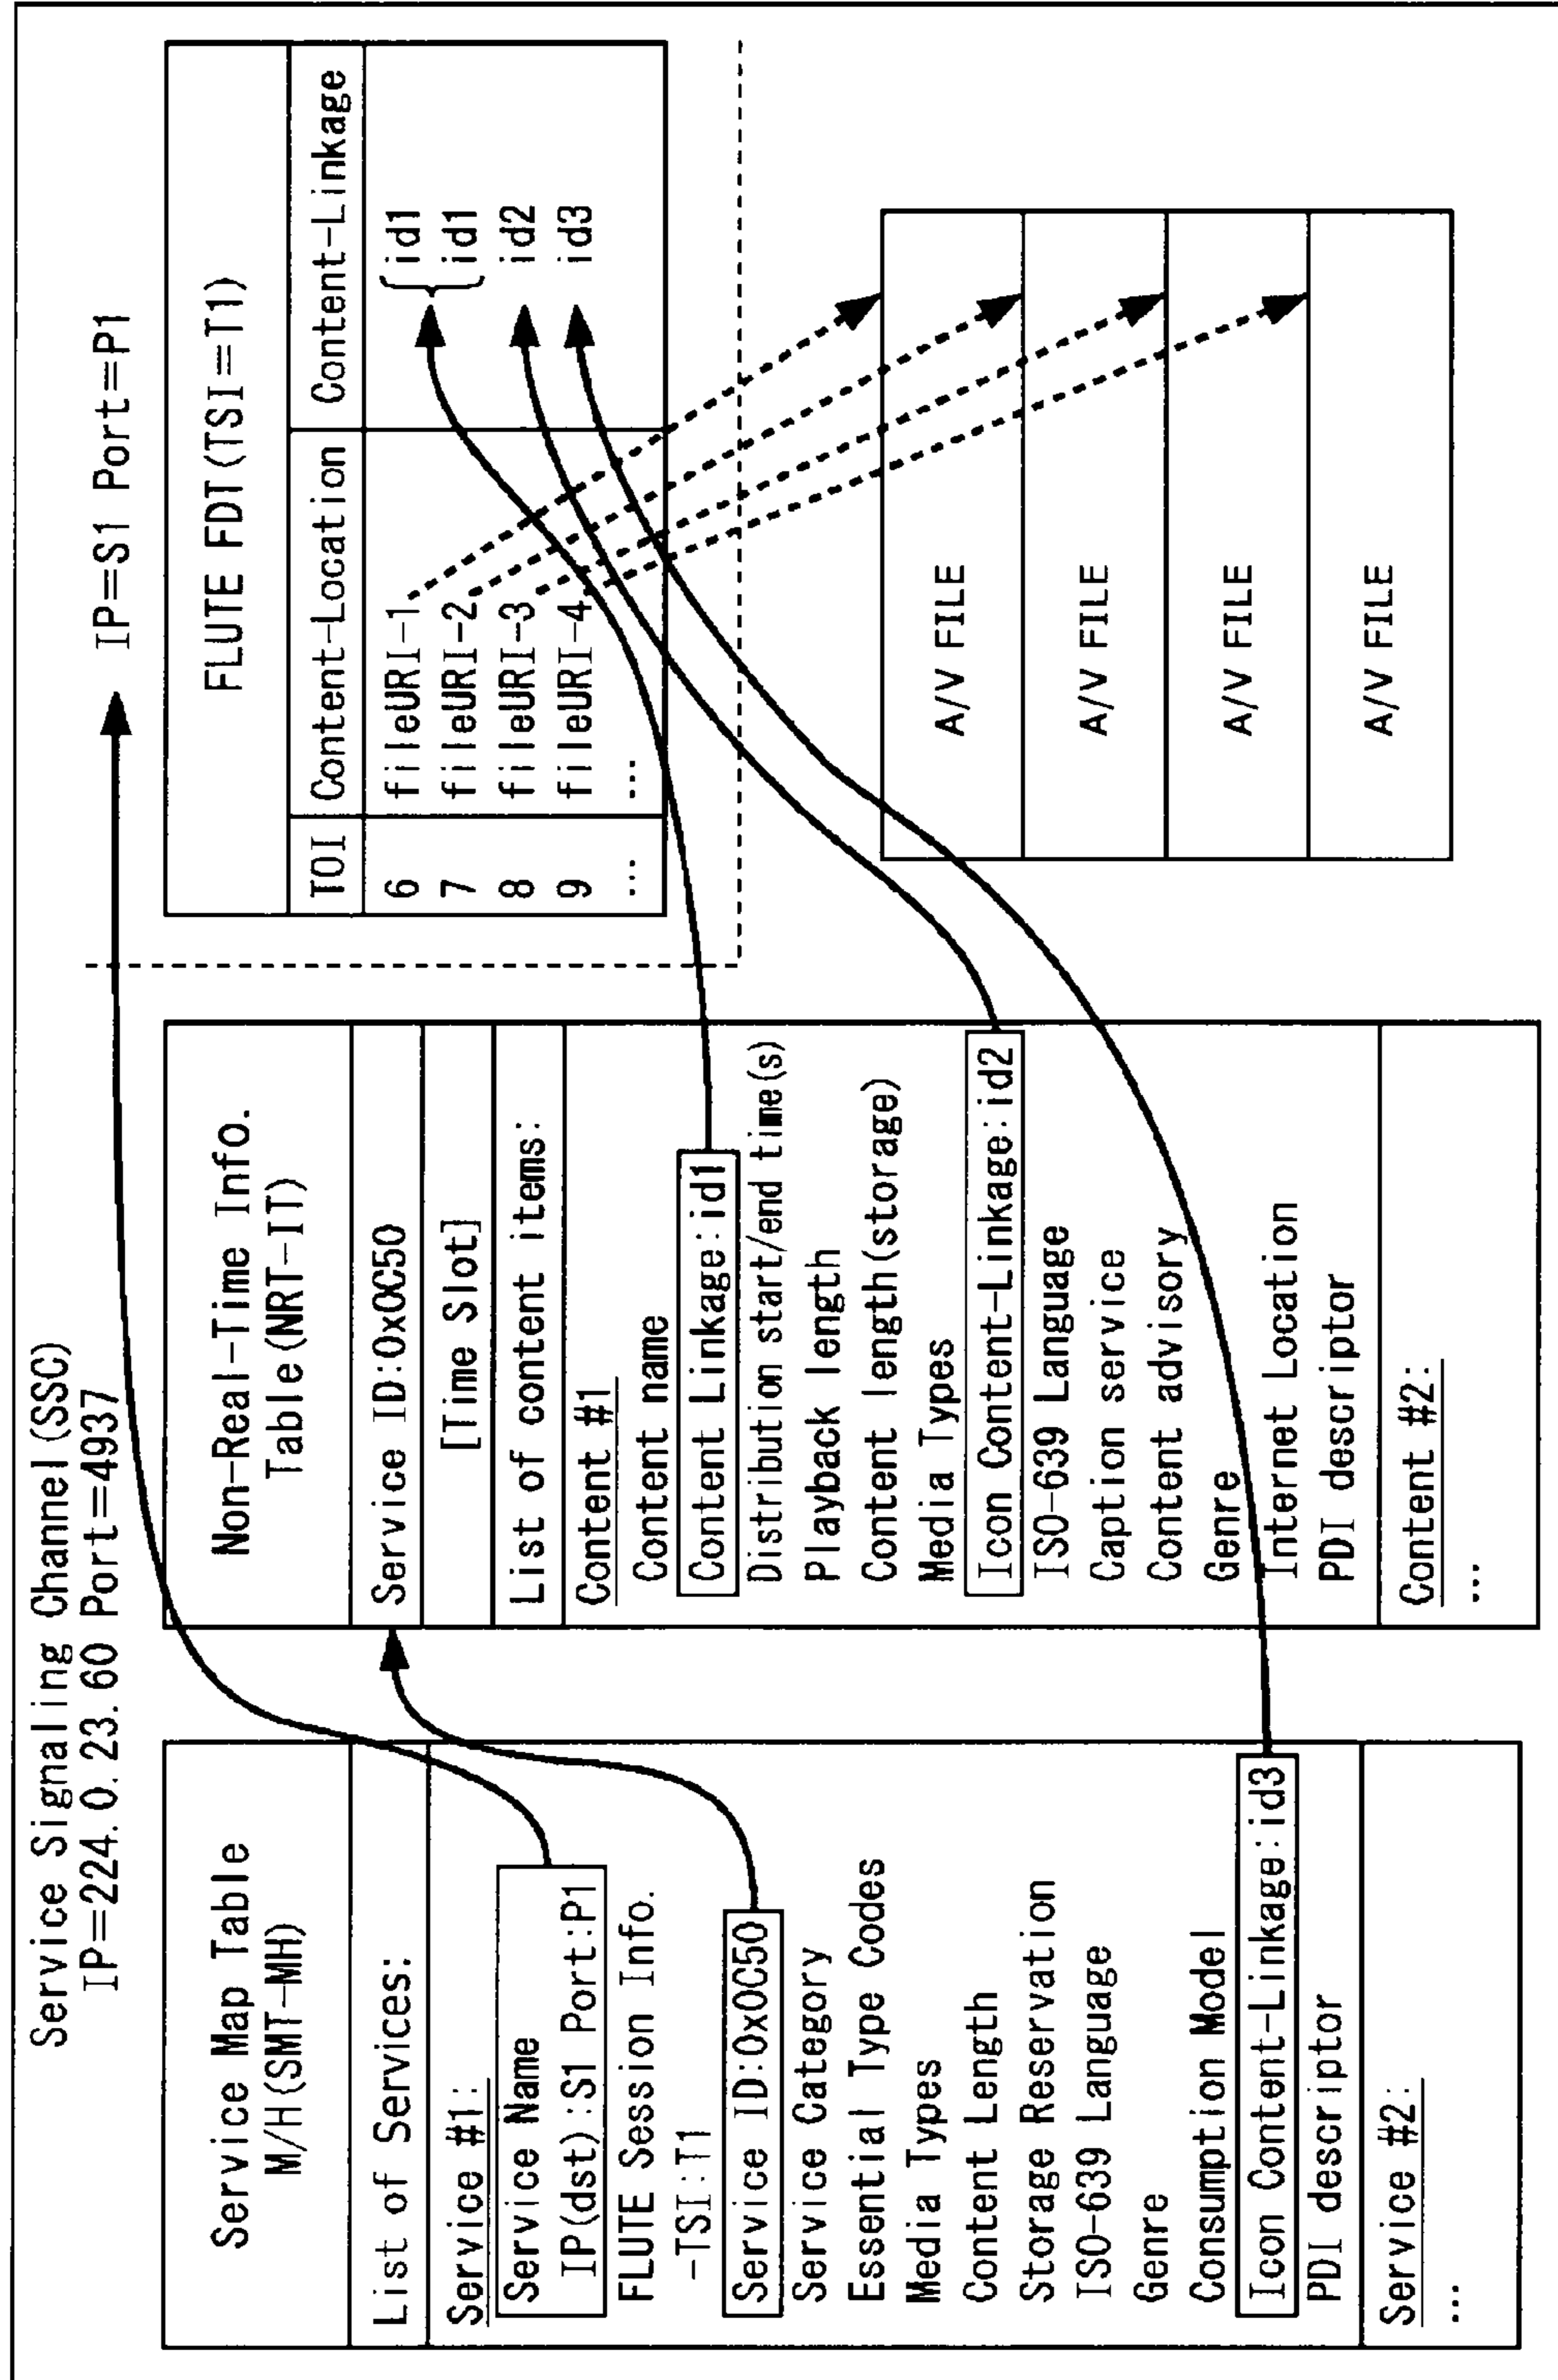 Service Signaling Channel (SSC)
IP=224.0.23.60 Port=4937
IP=S1 Port=P1
Service Map Table
M/H(SMT-MH)
List of Services:
Service #1:
Service Name
IP(dst):S1 Port:P1
FLUTE Session Info.
-TSI:T1
Service ID:0x0C50
Service Category
Essential Type Codes
Media Types
Content Length
Storage Reservation
ISO-639 Language
Genre
Consumption Model
Icon Content-Linkage:id3
PDI descriptor
Service #2:
...
Non-Real-Time Info.
Table(NRT-IT)
Service ID:0x0C50
[Time Slot]
List of content items:
Content #1
Content name
Content Linkage:id1
Distribution start/end time(s)
Playback length
Content length(storage)
Media Types
Icon Content-Linkage:id2
ISO-639 Language
Caption service
Content advisory
Genre
Internet Location
PDI descriptor
Content #2:
...
FLUTE FDT(TSI=T1)
TOI Content-Location Content-Linkage
6 fileURI-1 id1
7 fileURI-2 id1
8 fileURI-3 id2
9 fileURI-4 id3
... ...
A/V FILE
A/V FILE
A/V FILE
A/V FILE